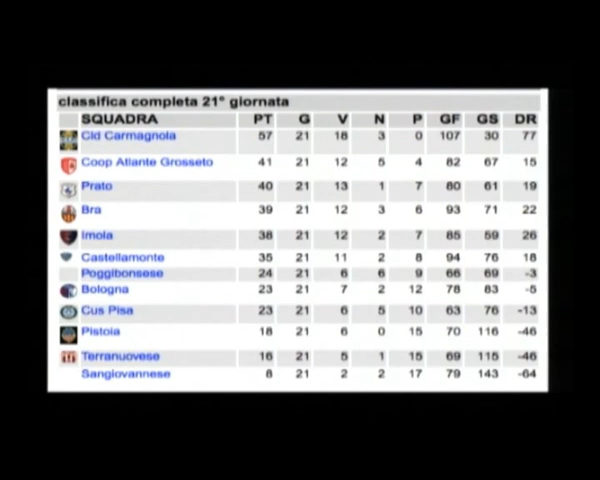 classifica completa 21° giornata
SQUADRA PT G V N P GF GS DR
Cld Carmagnola 57 21 18 3 0 107 30 77
Coop Atlante Grosseto 41 21 12 5 4 82 67 15
Prato 40 21 13 1 7 80 61 19
Bra 39 21 12 3 6 93 71 22
Imola 38 21 12 2 7 85 59 26
Castellamonte 35 21 11 2 8 94 76 18
Poggibonsese 24 21 6 6 9 66 69 -3
Bologna 23 21 7 2 12 78 83 -5
Cus Pisa 23 21 6 5 10 63 76 -13
Pistoia 18 21 6 0 15 70 116 -46
Terranuovese 16 21 5 1 15 69 115 -46
Sangiovannese 8 21 2 2 17 79 143 -64